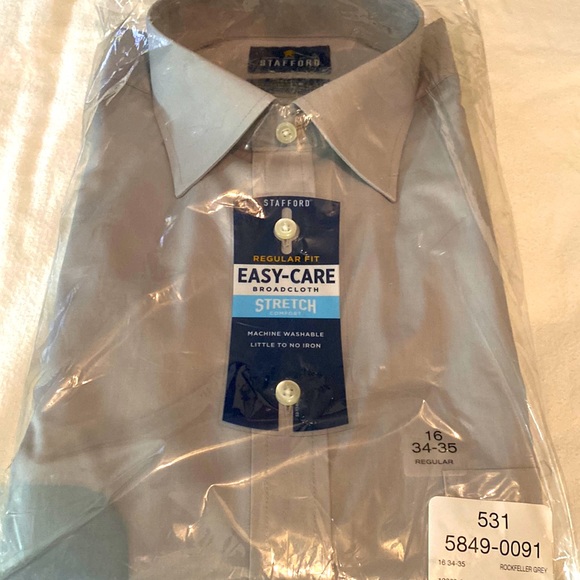 STAFFORD
STAFFORD
REGULAR FIT
EASY-CARE
BROADCLOTH
STRETCH
COMFORT
MACHINE WASHABLE
LITTLE TO NO IRON
16
34-35
REGULAR
531
5849-0091
16 34-35 ROCKFELLER GREY